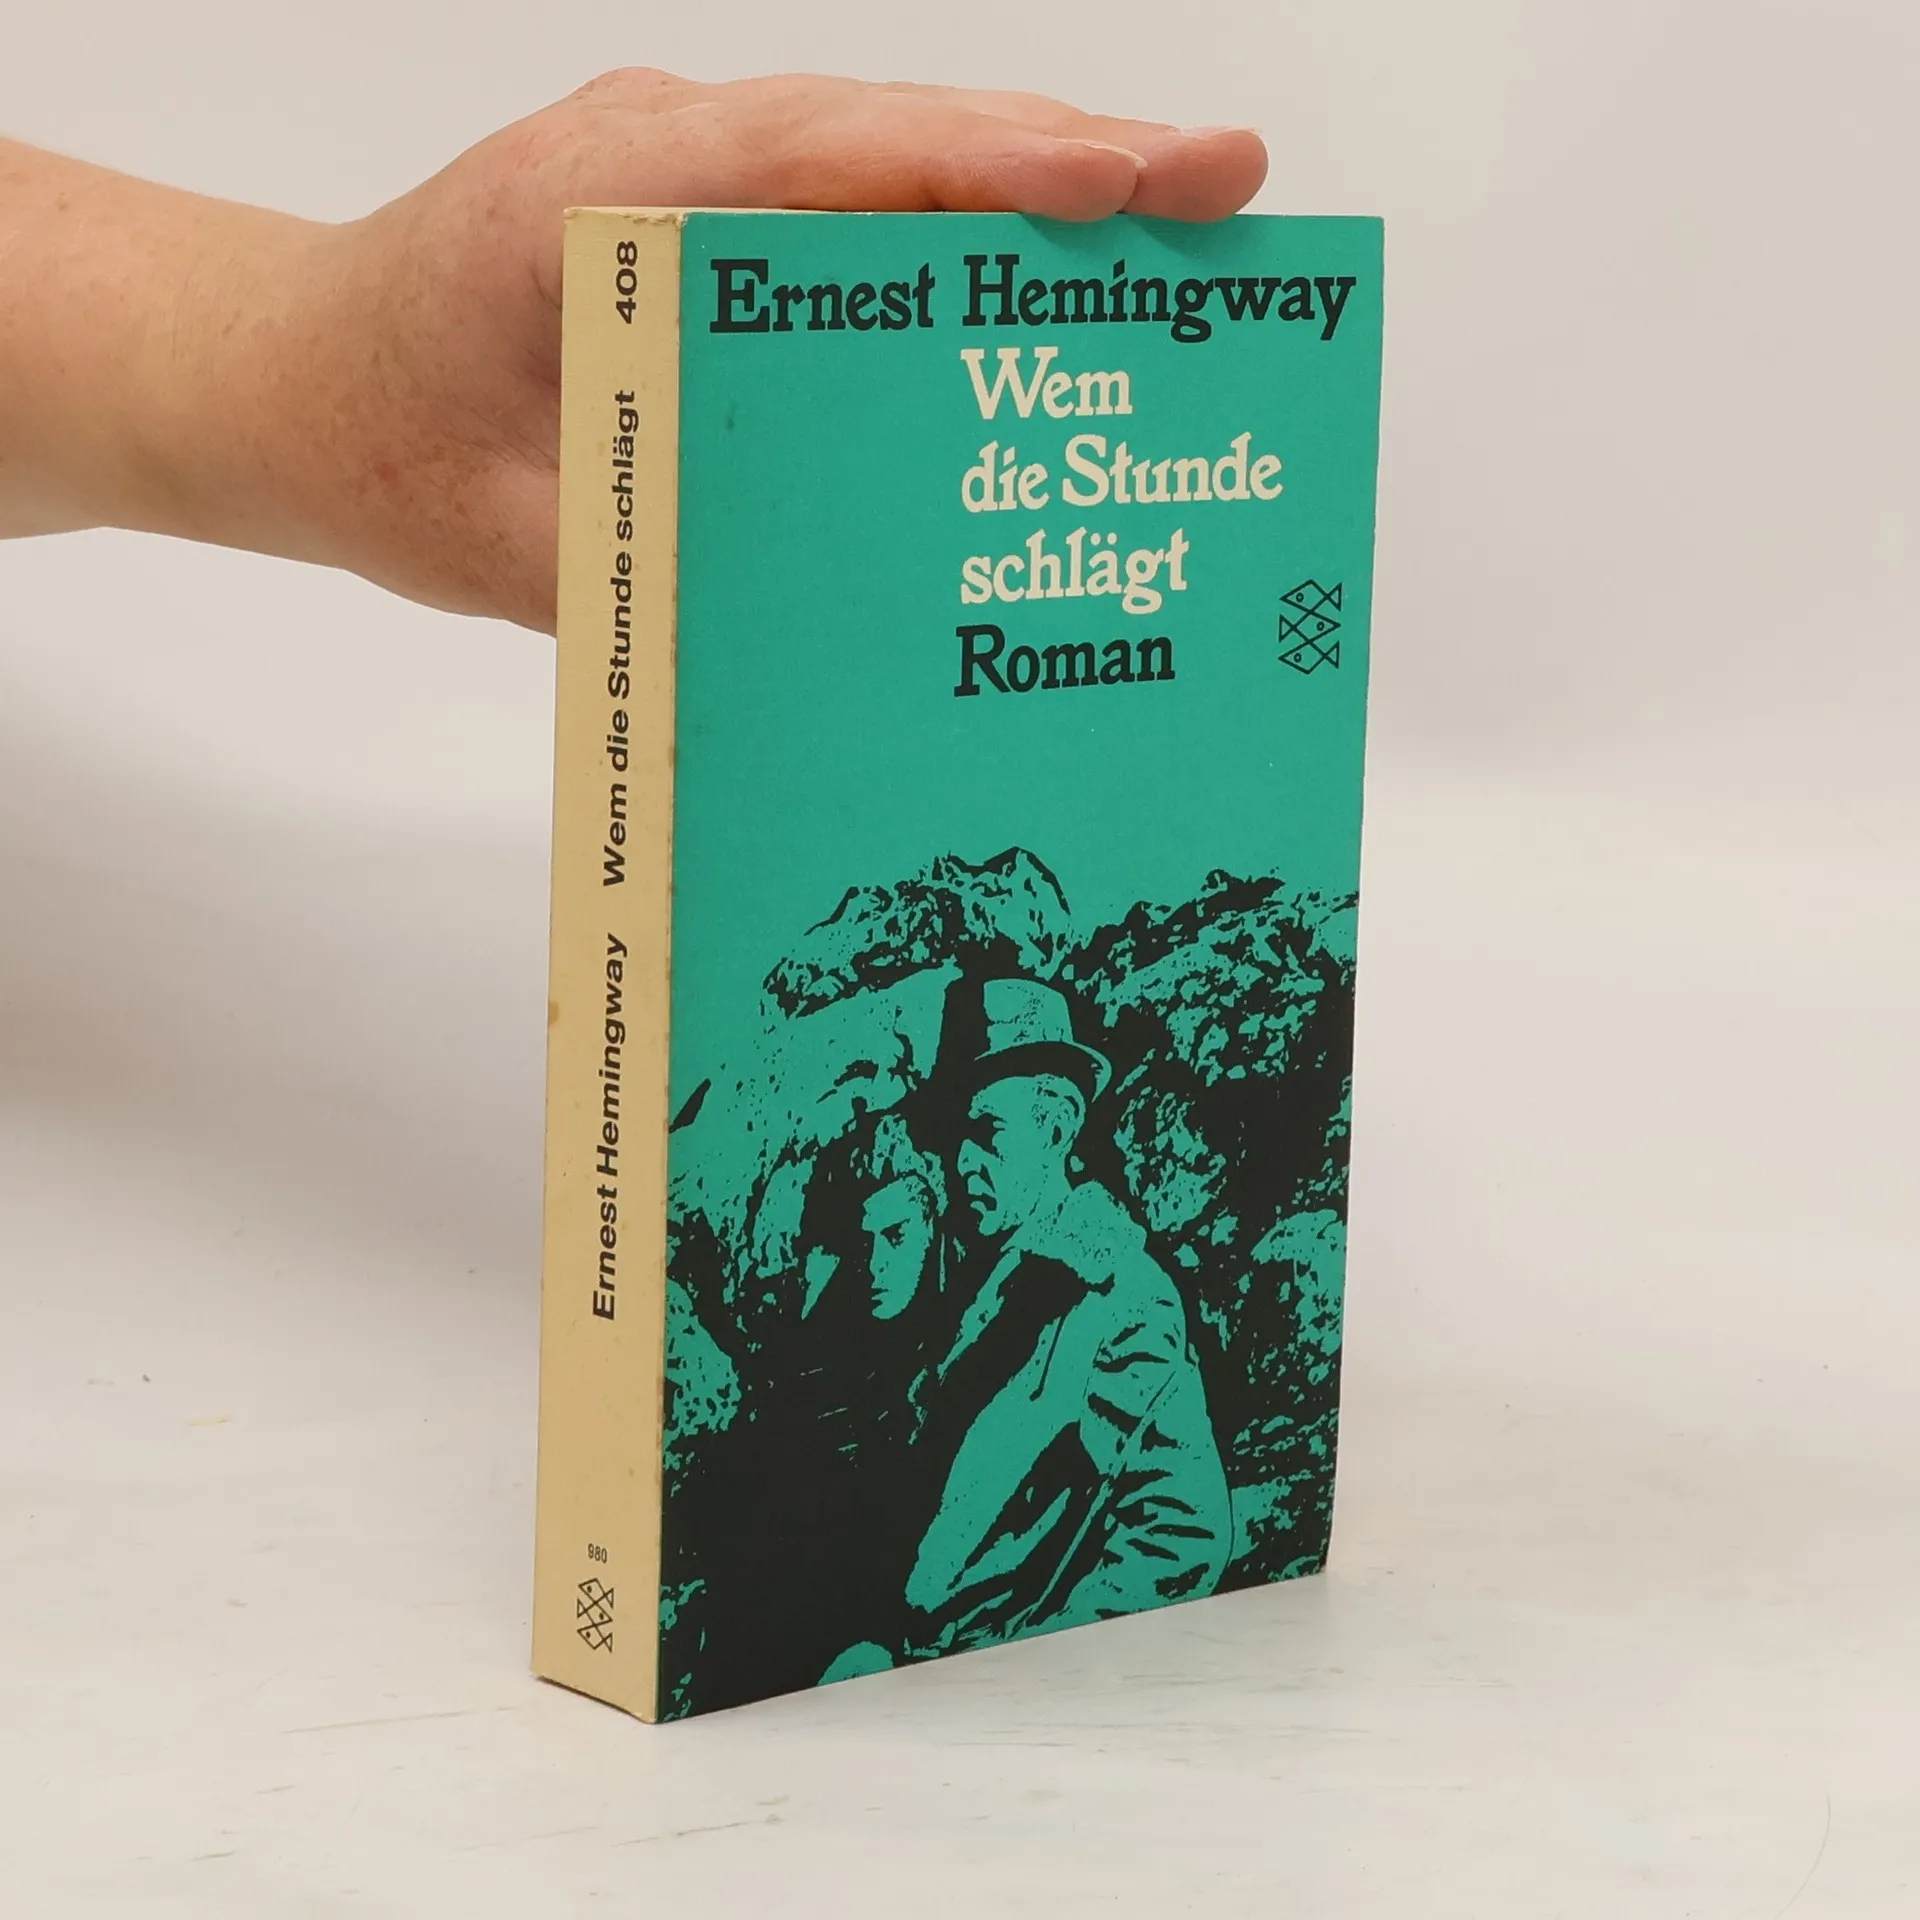 Ernest Hemingway
Wem
die Stunde
schlägt
Roman
Ernest Hemingway Wem die Stunde schlägt 408
980